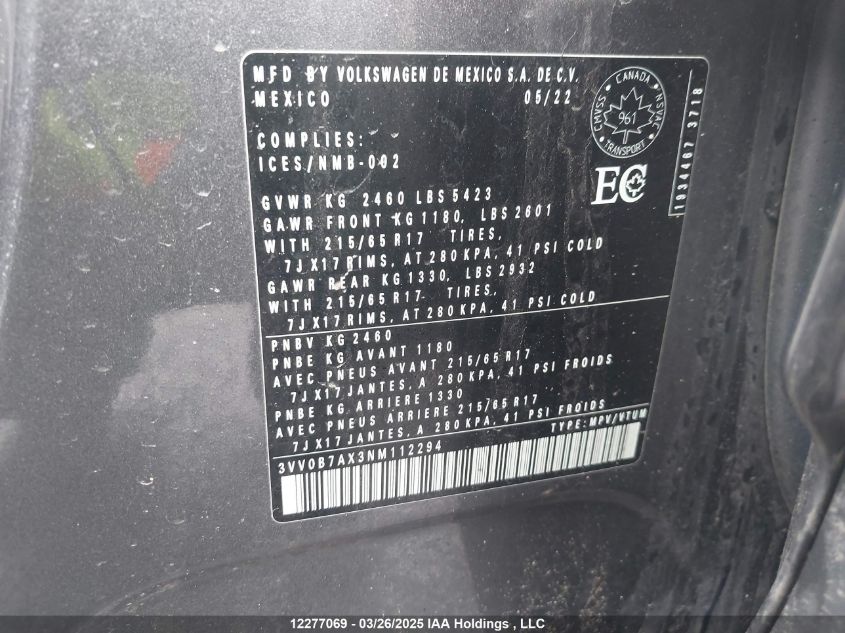 MFD BY VOLKSWAGEN DE MEXICO S.A. DE C.V.
MEXICO 05/22
COMPLIES:
ICES/NMB-002
GVWR KG 2460 LBS 5423
GAWR FRONT KG 1180, LBS 2601
WITH 215/65 R17 TIRES,
7J X17 RIMS, AT 280 KPA, 41 PSI COLD
GAWR REAR KG 1330, LBS 2932
WITH 215/65 R17 TIRES,
7J X17 RIMS, AT 280 KPA, 41 PSI COLD
PNBV KG 2460
PNBE KG AVANT 1180
AVEC PNEUS AVANT 215/65 R17
7J X17 JANTES, A 280 KPA, 41 PSI FROIDS
PNBE KG ARRIERE 1330
AVEC PNEUS ARRIERE 215/65 R17
7J X17 JANTES, A 280 KPA, 41 PSI FROIDS
3VV0B7AX3NM112294 TYPE: MPV/VTUM
CANADA
CMVSS
NSVAC
961
TRANSPORT
EC
1934467 3718
12277069 - 03/26/2025 IAA Holdings , LLC